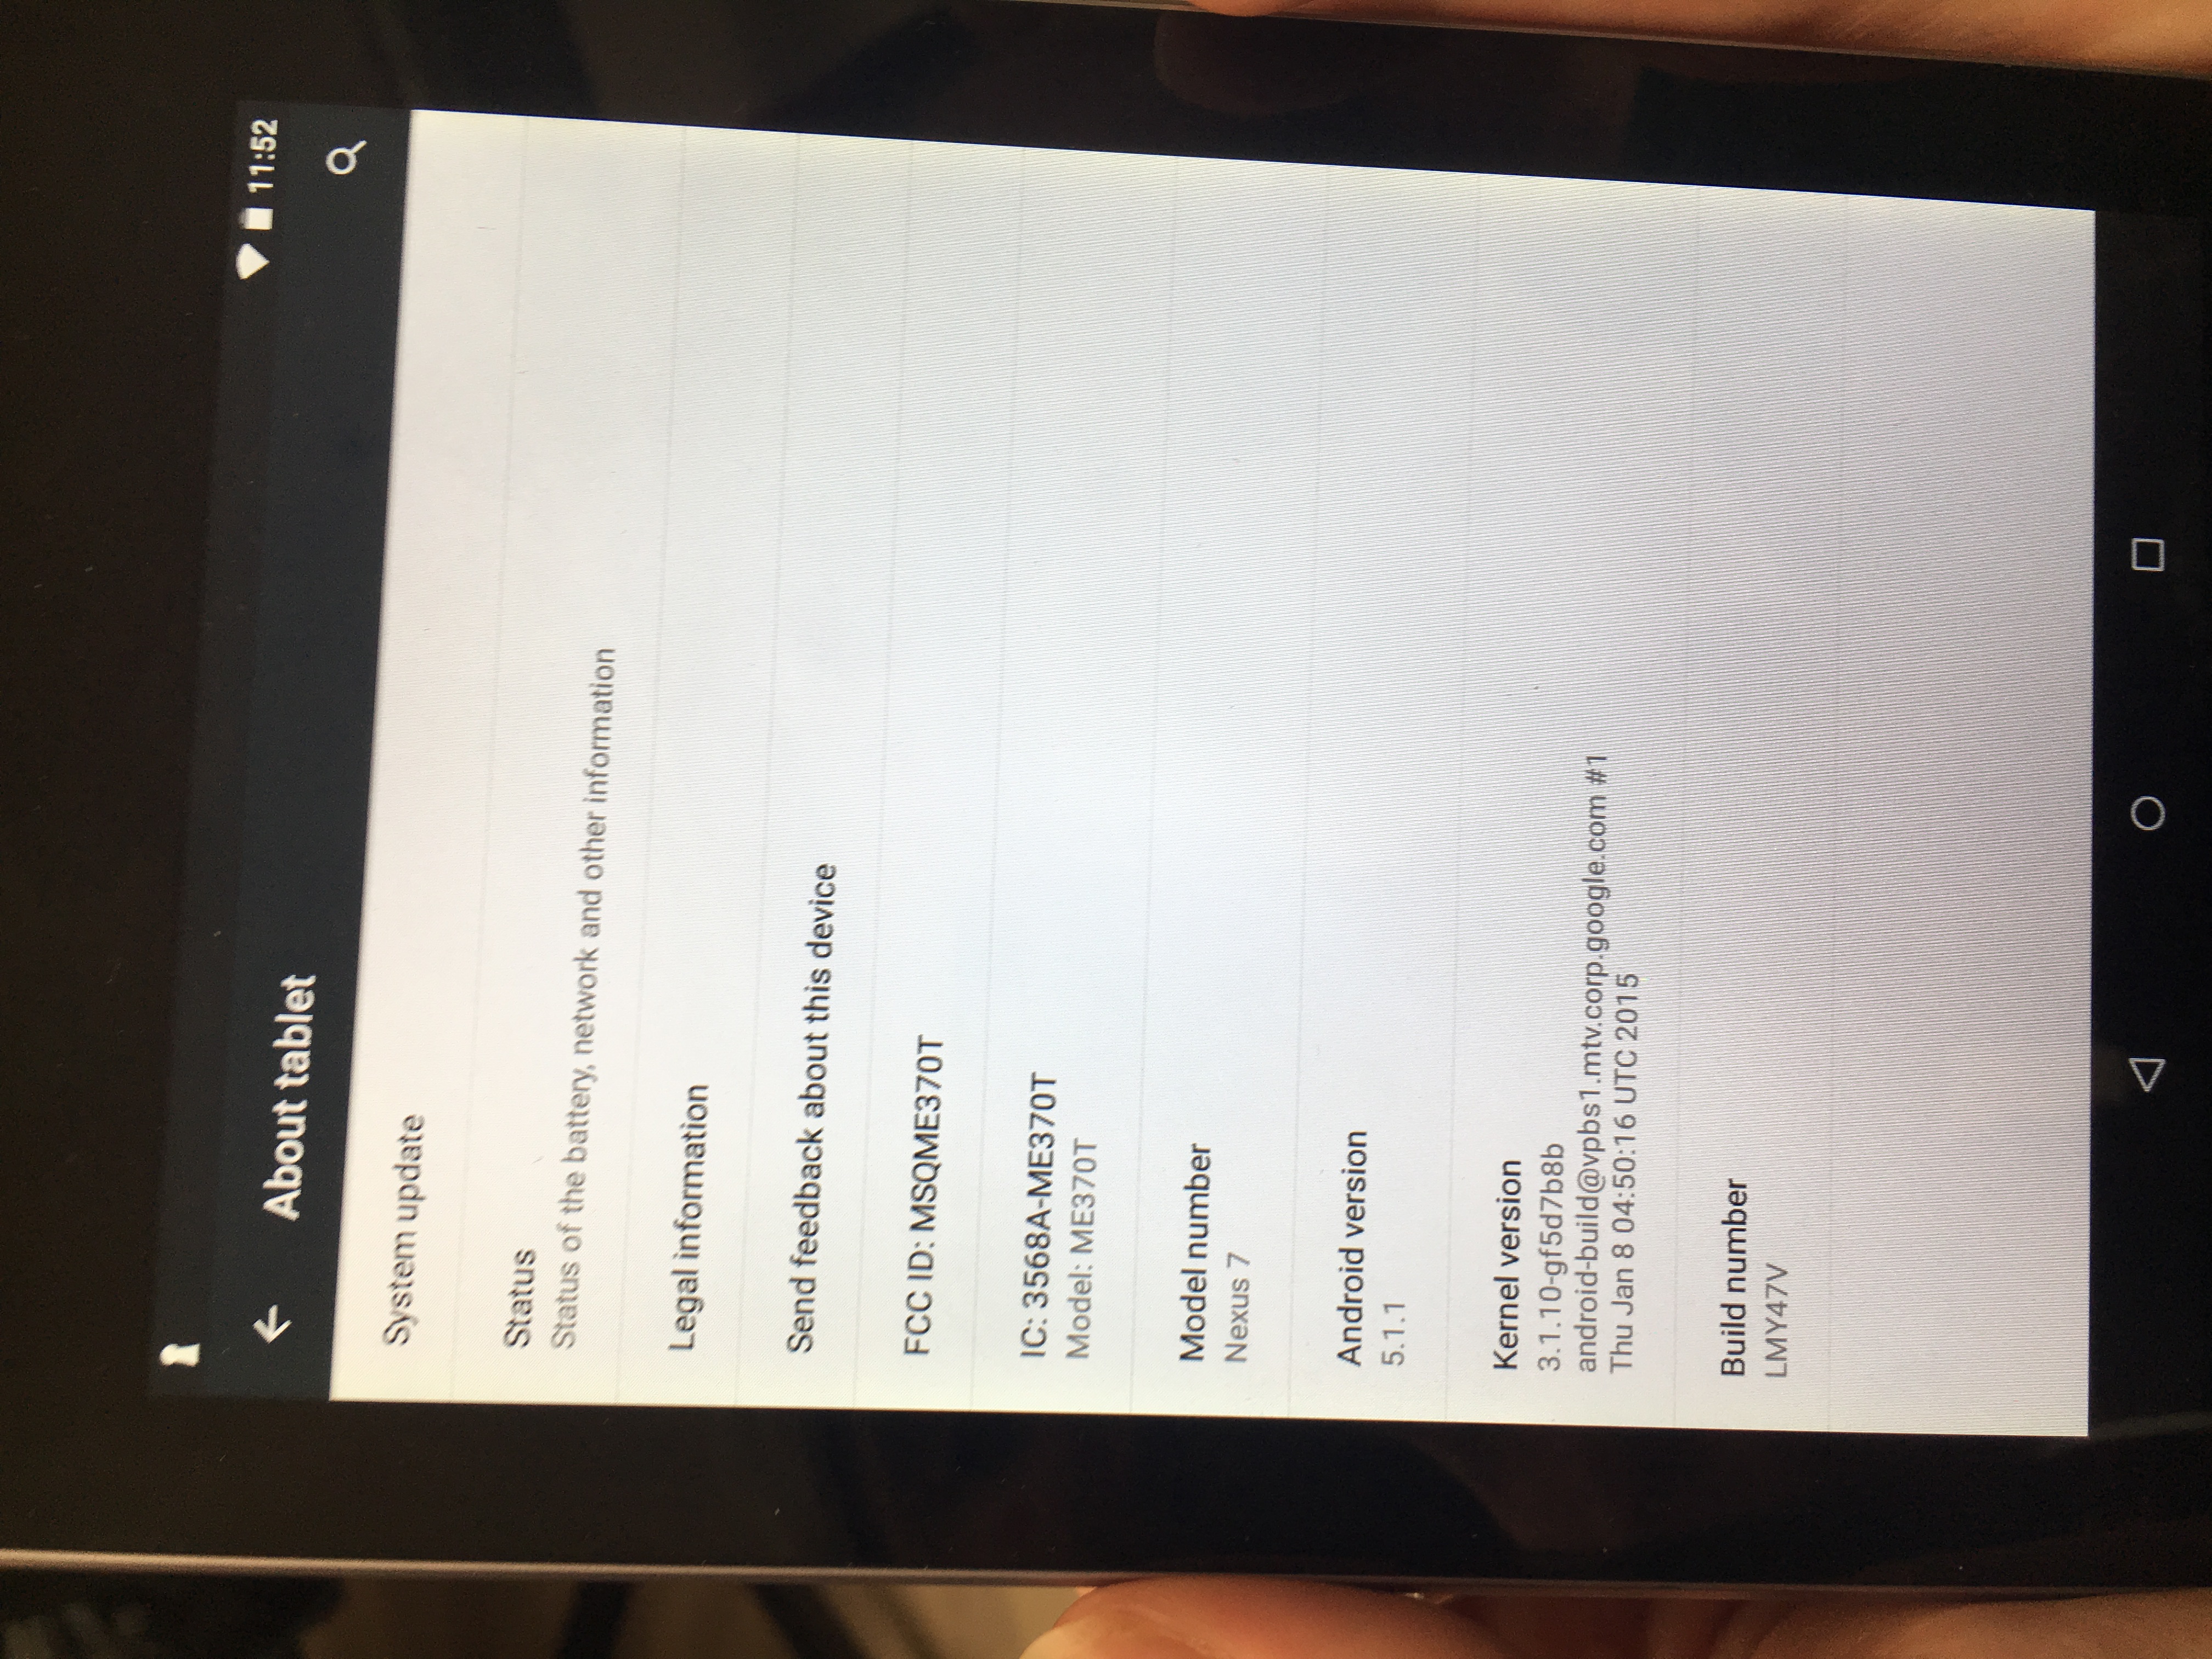 11:52
About tablet
System update
Status
Status of the battery, network and other information
Legal information
Send feedback about this device
FCC ID: MSQME370T
IC: 3568A-ME370T
Model: ME370T
Model number
Nexus 7
Android version
5.1.1
Kernel version
3.1.10-gf5d7b8b
android-build@vpbs1.mtv.corp.google.com #1
Thu Jan 8 04:50:16 UTC 2015
Build number
LMY47V